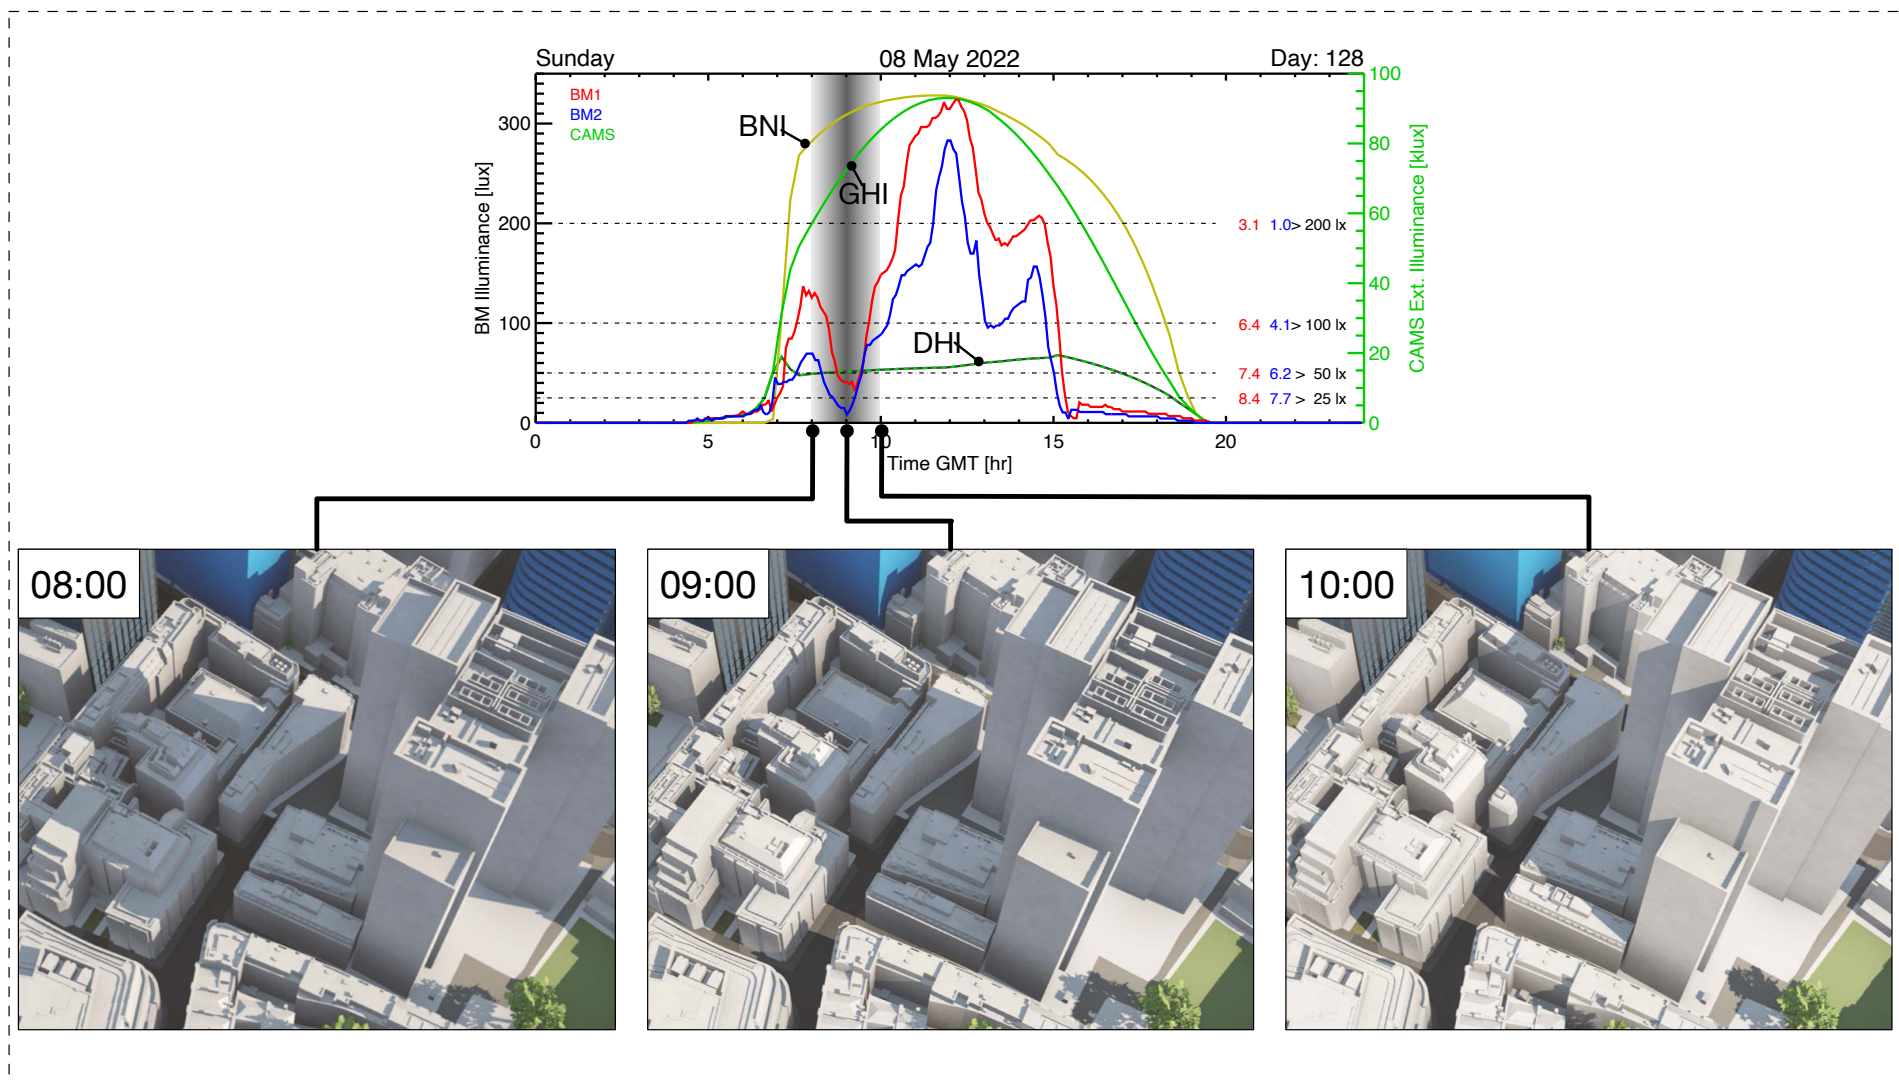 Sunday 08 May 2022 Day: 128
BM1
BM2
CAMS
BNI
GHI
DHI
BM Illuminance [lux]
300
200
100
0
100
80
60
40
20
0
CAMS Ext. Illuminance [klux]
3.1 1.0> 200 lx
6.4 4.1> 100 lx
7.4 6.2 > 50 lx
8.4 7.7 > 25 lx
0 5 10 15 20
Time GMT [hr]
08:00
09:00
10:00